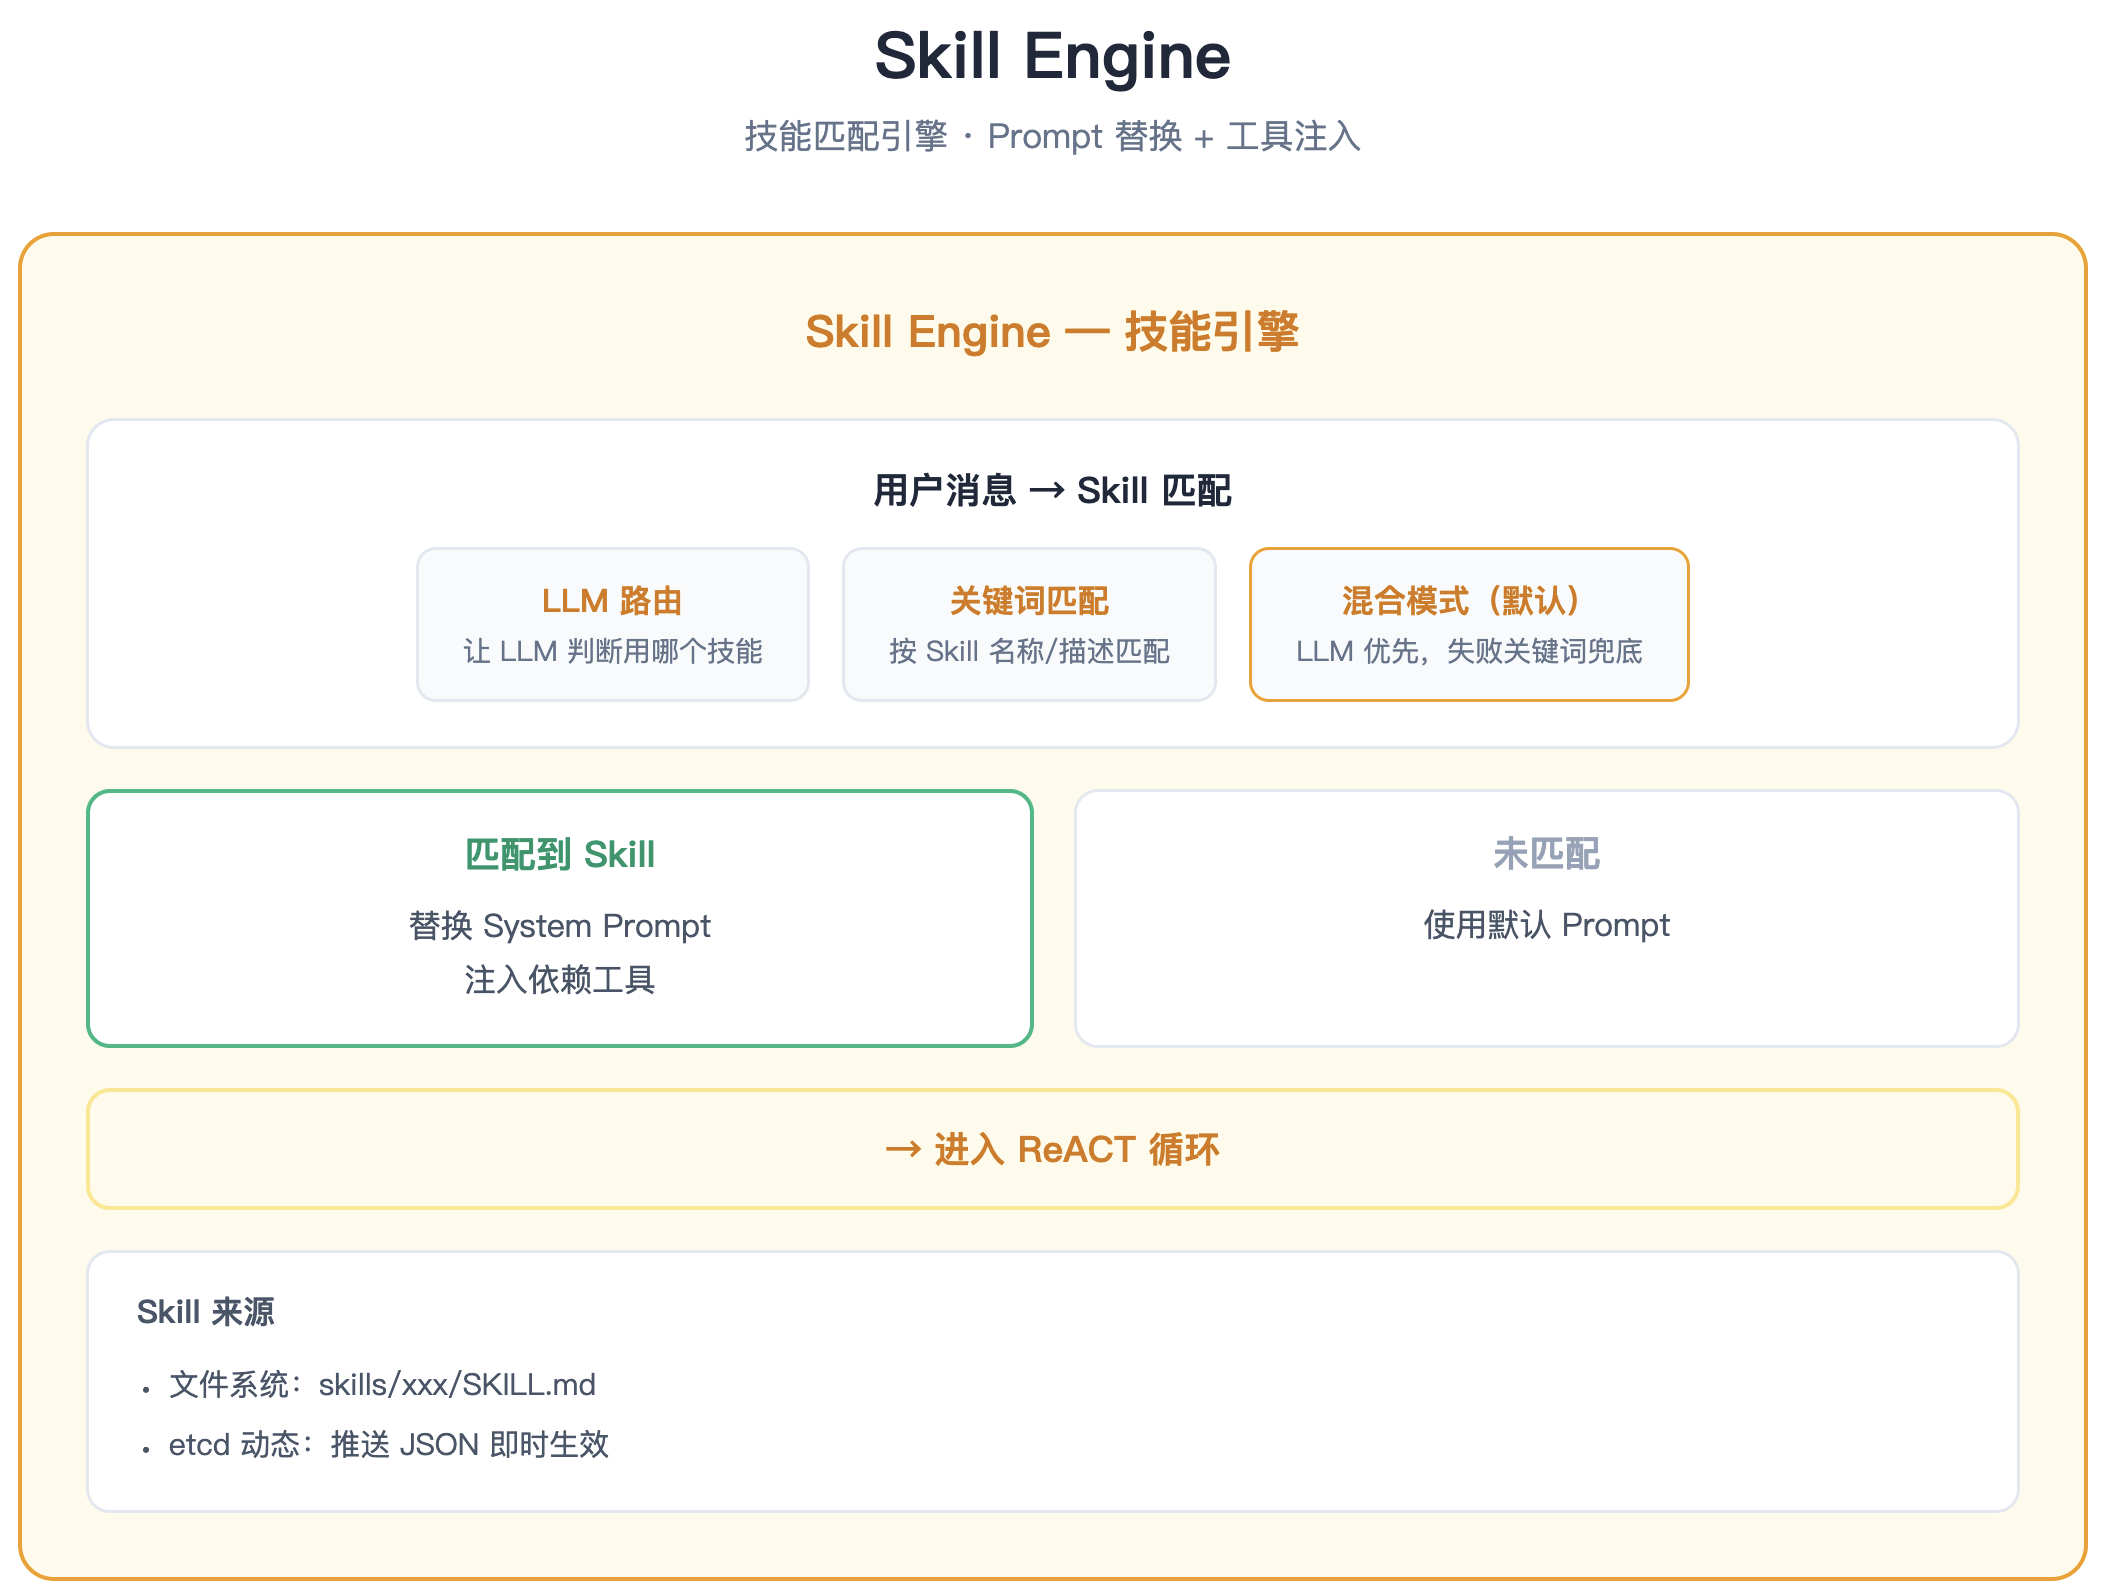 Skill Engine
技能匹配引擎 · Prompt 替换 + 工具注入
Skill Engine — 技能引擎
用户消息 → Skill 匹配
LLM 路由
让 LLM 判断用哪个技能
关键词匹配
按 Skill 名称/描述匹配
混合模式（默认）
LLM 优先，失败关键词兜底
匹配到 Skill
替换 System Prompt
注入依赖工具
未匹配
使用默认 Prompt
→ 进入 ReACT 循环
Skill 来源
• 文件系统：skills/xxx/SKILL.md
• etcd 动态：推送 JSON 即时生效